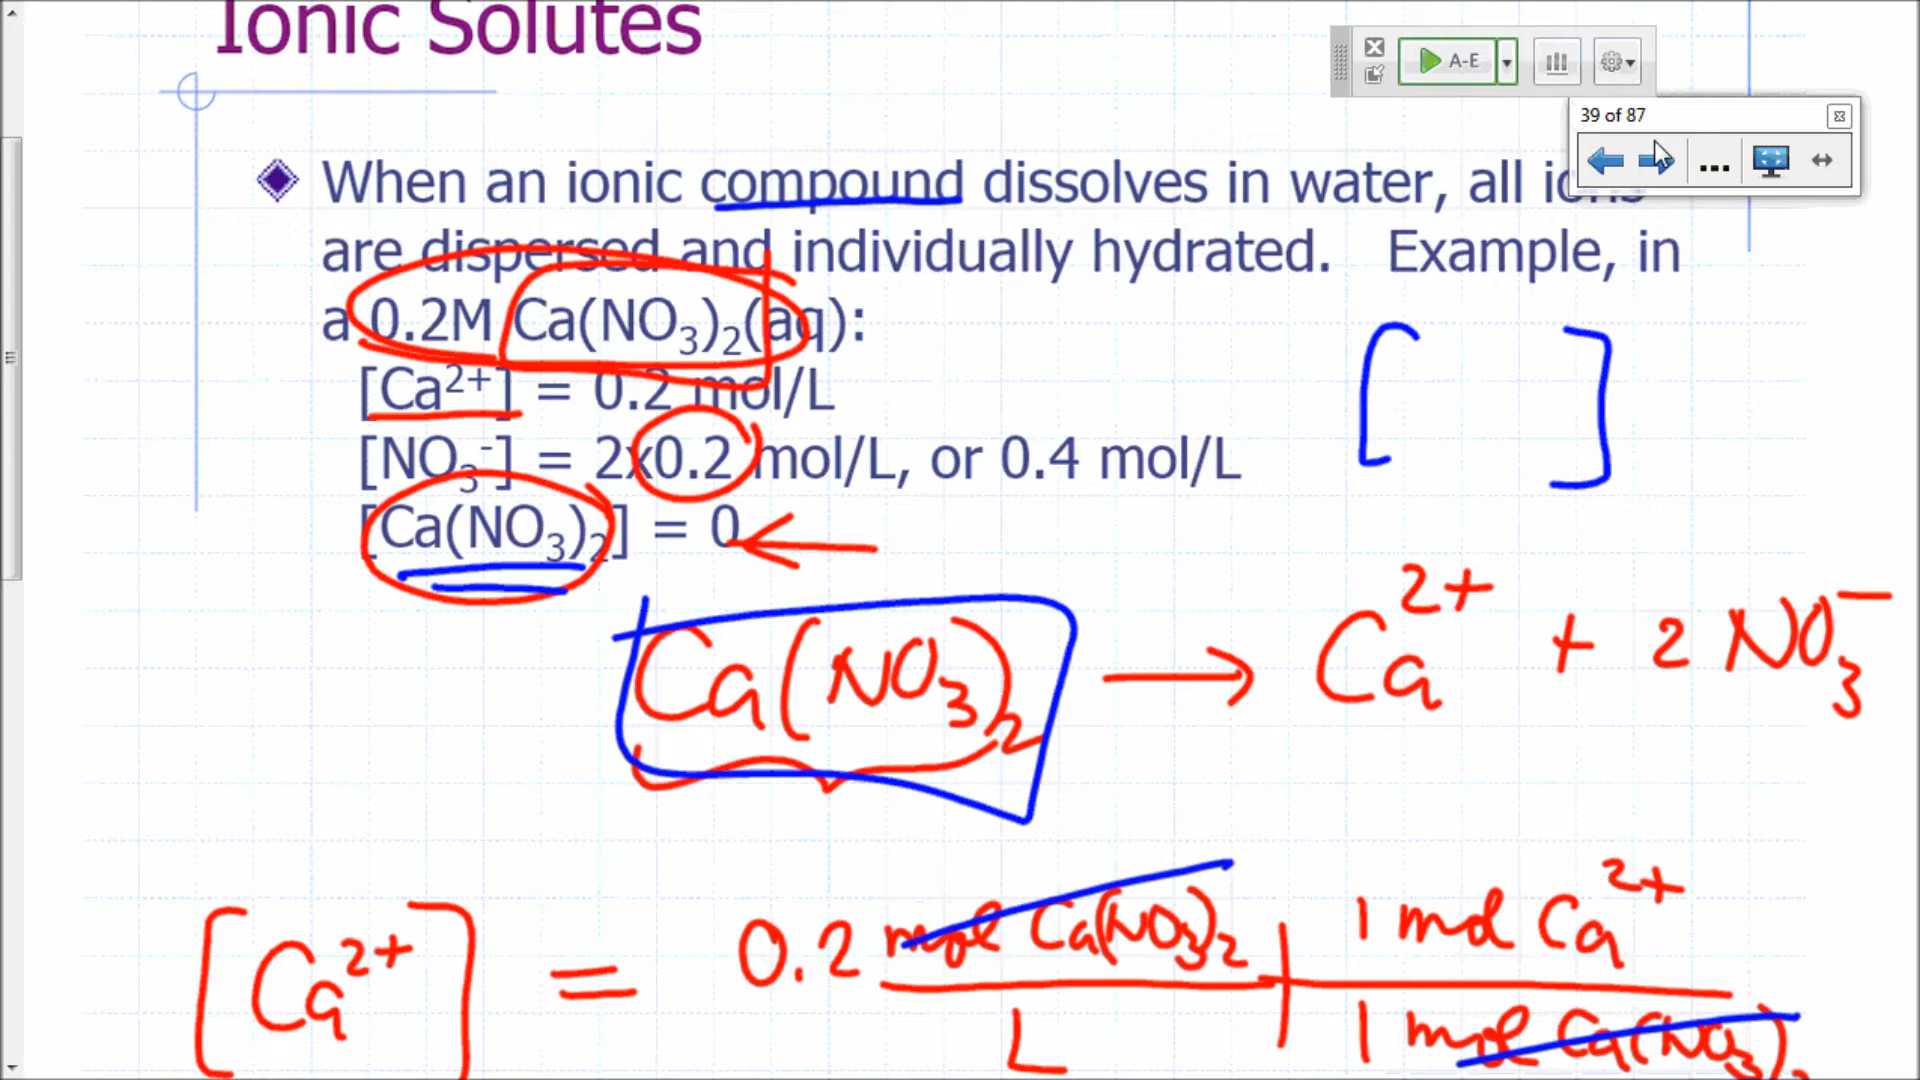 Ionic Solutes
A-E
39 of 87
...
When an ionic compound dissolves in water, all ions
are dispersed and individually hydrated. Example, in
a 0.2M Ca(NO₃)₂(aq):
[Ca²⁺] = 0.2 mol/L
[NO₃⁻] = 2x0.2 mol/L, or 0.4 mol/L
[Ca(NO₃)₂] = 0
[ ]
Ca(NO₃)₂ → Ca²⁺ + 2 NO₃⁻
[Ca²⁺] = 0.2 mol Ca(NO₃)₂ 1 mol Ca²⁺
L 1 mol Ca(NO₃)₂